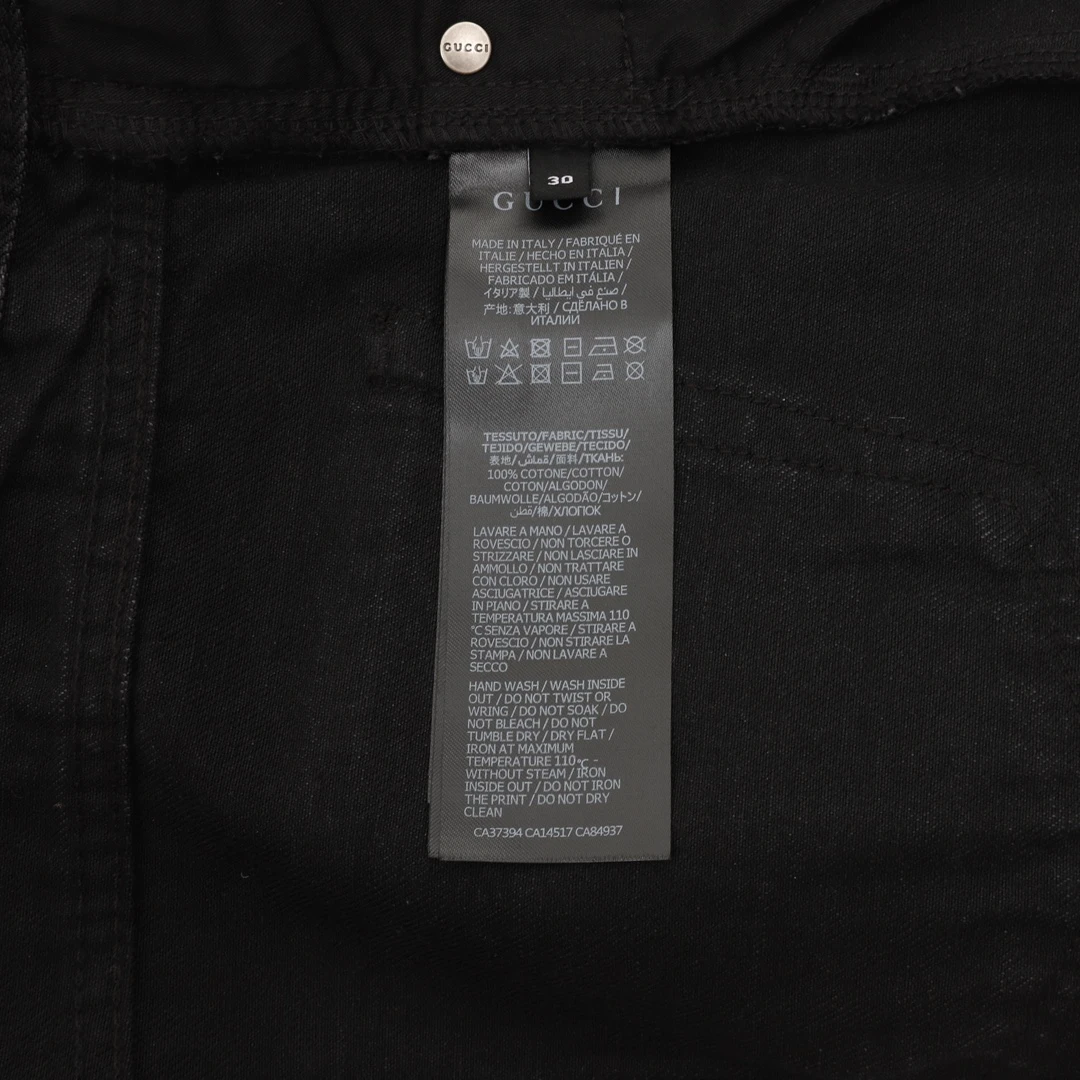 GUCCI
30
GUCCI
MADE IN ITALY / FABRIQUÉ EN
ITALIE / HECHO EN ITALIA /
HERGESTELLT IN ITALIEN /
FABRICADO EM ITÁLIA /
イタリア製 / صنع في ايطاليا /
产地:意大利 / СДЕЛАНО В
ИТАЛИИ
TESSUTO/FABRIC/TISSU/
TEJIDO/GEWEBE/TECIDO/
表地/قماش/面料/ТКАНЬ:
100% COTONE/COTTON/
COTON/ALGODON/
BAUMWOLLE/ALGODÃO/コットン/
قطن/棉/ХЛОПОК
LAVARE A MANO / LAVARE A
ROVESCIO / NON TORCERE O
STRIZZARE / NON LASCIARE IN
AMMOLLO / NON TRATTARE
CON CLORO / NON USARE
ASCIUGATRICE / ASCIUGARE
IN PIANO / STIRARE A
TEMPERATURA MASSIMA 110
°C SENZA VAPORE / STIRARE A
ROVESCIO / NON STIRARE LA
STAMPA / NON LAVARE A
SECCO
HAND WASH / WASH INSIDE
OUT / DO NOT TWIST OR
WRING / DO NOT SOAK / DO
NOT BLEACH / DO NOT
TUMBLE DRY / DRY FLAT /
IRON AT MAXIMUM
TEMPERATURE 110°C -
WITHOUT STEAM / IRON
INSIDE OUT / DO NOT IRON
THE PRINT / DO NOT DRY
CLEAN
CA37394 CA14517 CA84937